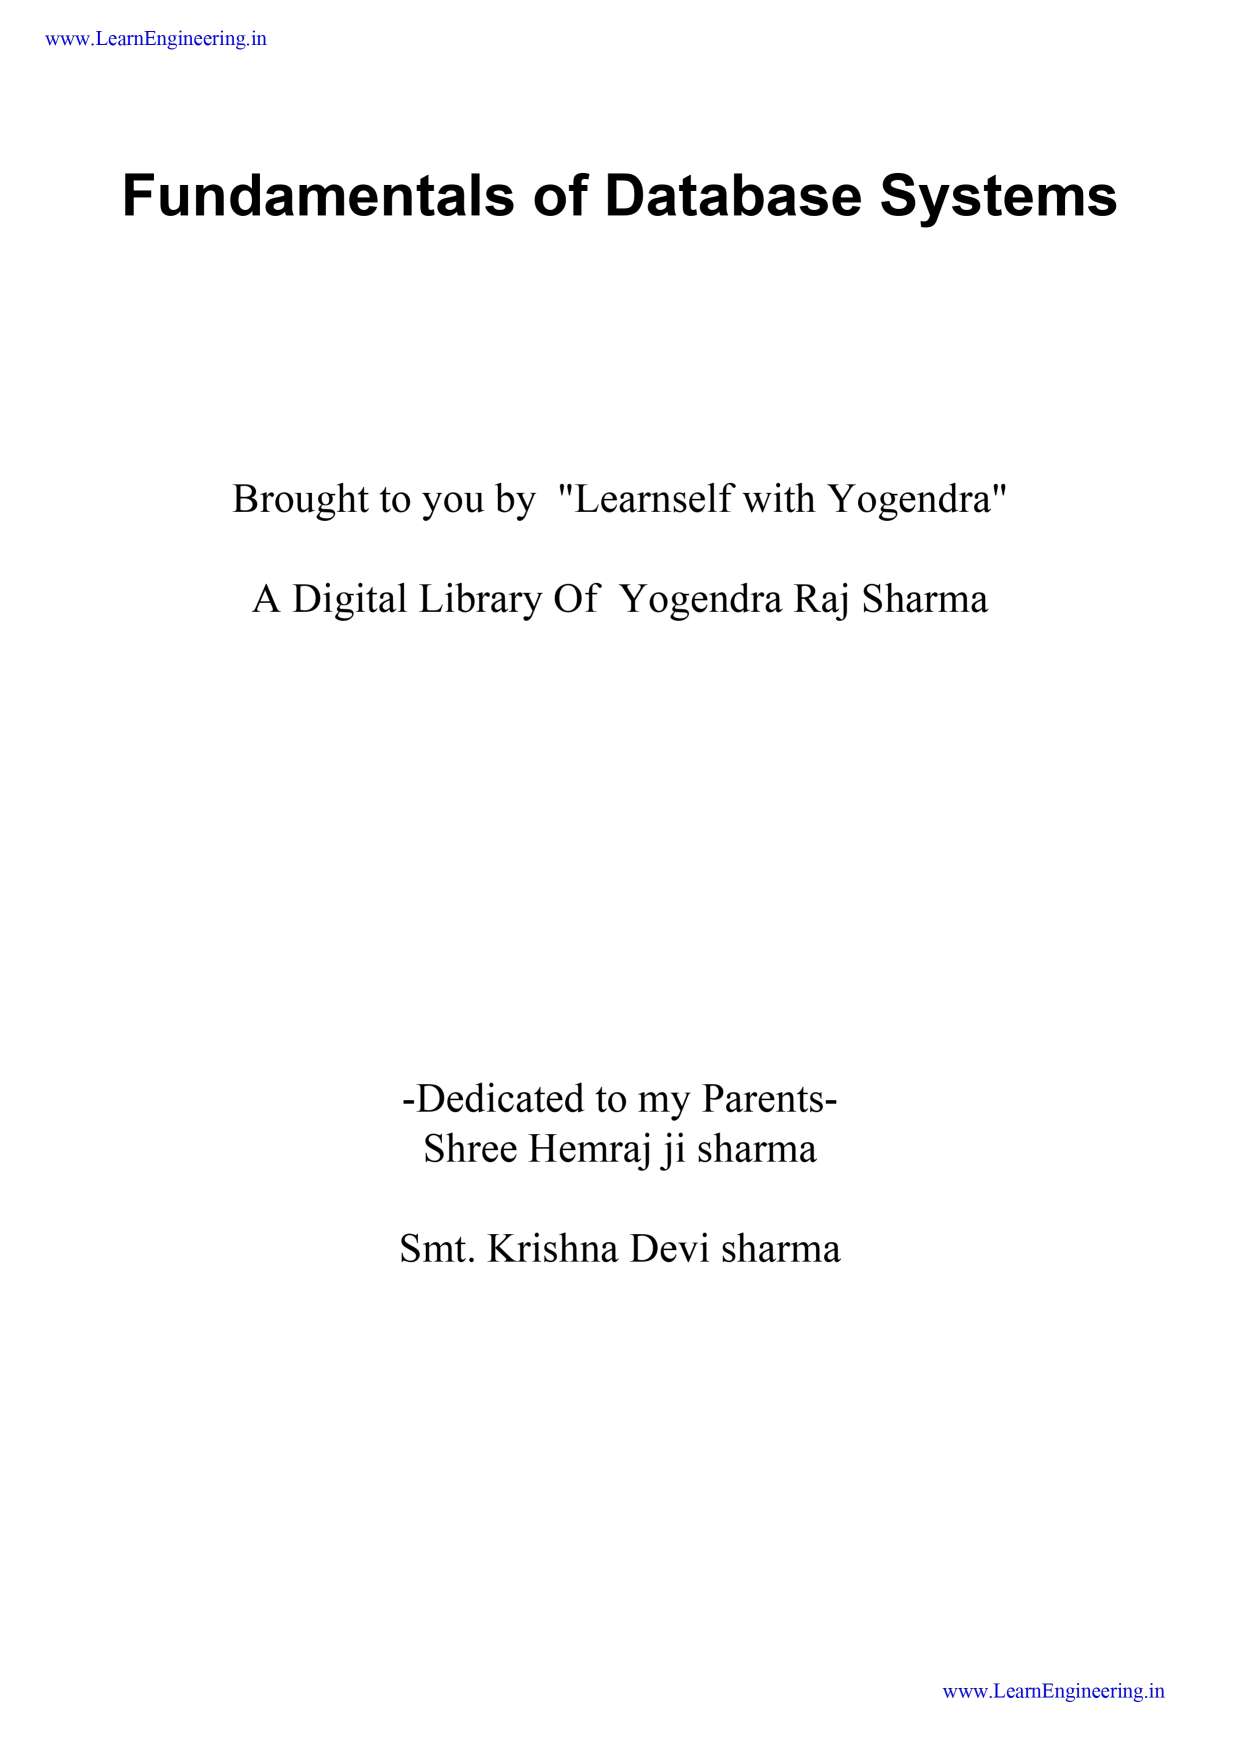 www.LearnEngineering.in
Fundamentals of Database Systems
Brought to you by  "Learnself with Yogendra"
A Digital Library Of  Yogendra Raj Sharma
-Dedicated to my Parents-
Shree Hemraj ji sharma
Smt. Krishna Devi sharma
www.LearnEngineering.in